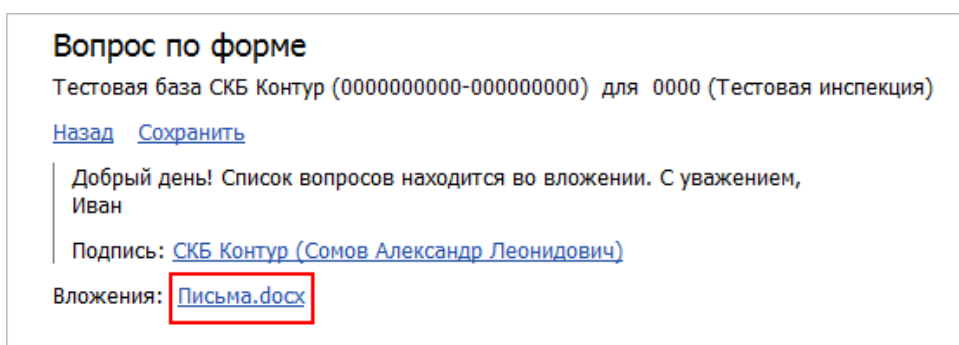 Вопрос по форме
Тестовая база СКБ Контур (0000000000-000000000) для 0000 (Тестовая инспекция)
Назад Сохранить
Добрый день! Список вопросов находится во вложении. С уважением,
Иван
Подпись: СКБ Контур (Сомов Александр Леонидович)
Вложения: Письма.docx